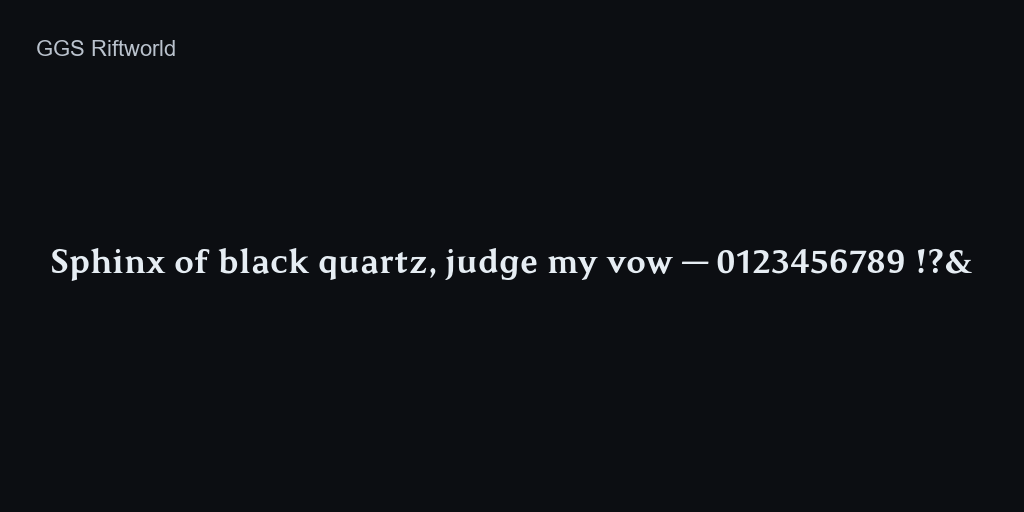 GGS Riftworld
Sphinx of black quartz, judge my vow — 0123456789 !?&